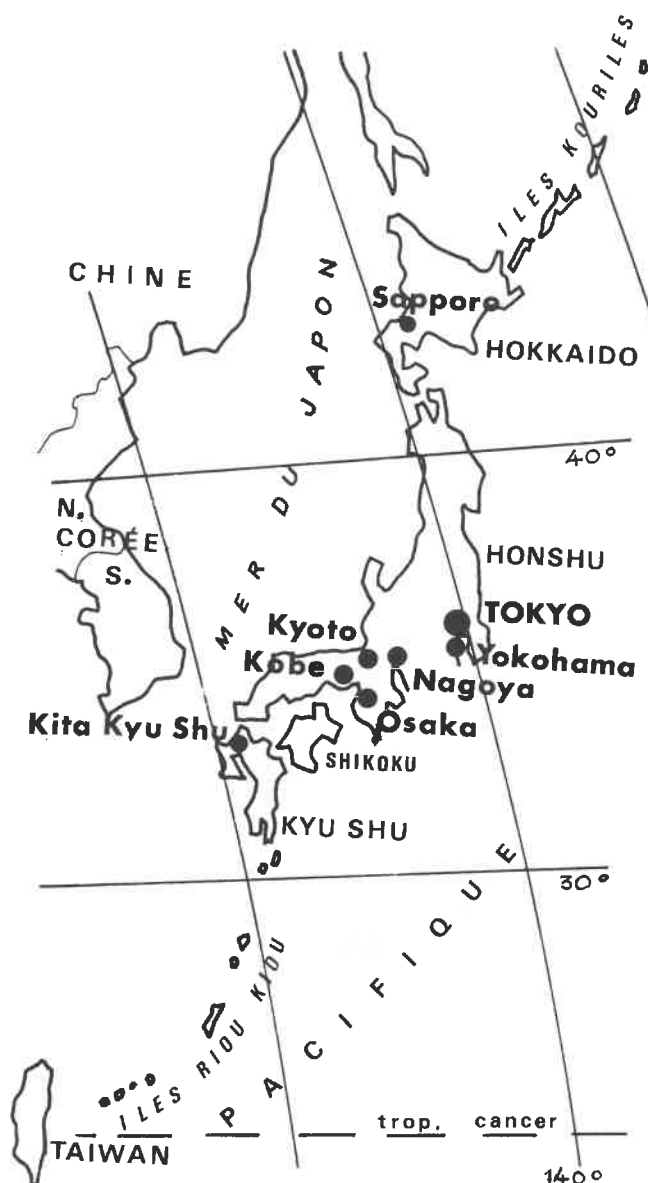 ILES KOURILES
CHINE
MER DU JAPON
Sapporo
HOKKAIDO
40°
N.
CORÉE
S.
HONSHU
TOKYO
Kyoto
Yokohama
Kobe
Nagoya
Osaka
Kita Kyu Shu
SHIKOKU
KYU SHU
30°
PACIFIQUE
ILES RIOU KIOU
trop. cancer
TAIWAN
140°